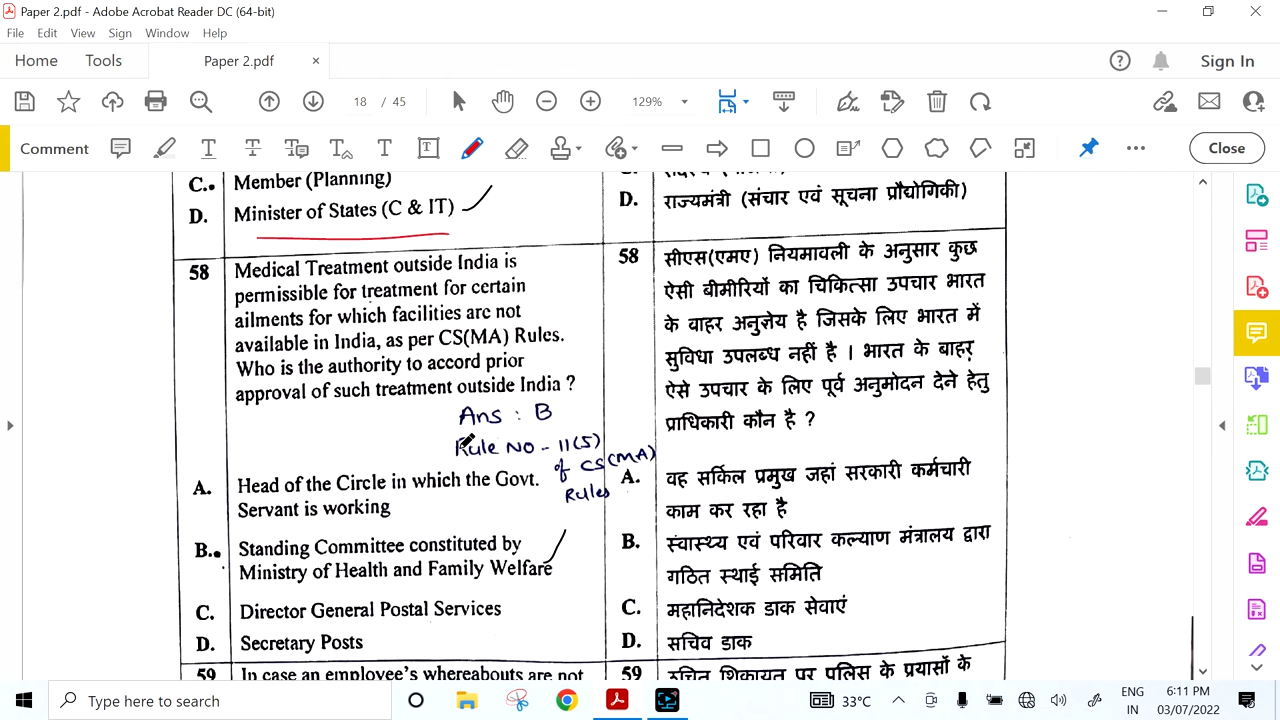 Paper 2.pdf - Adobe Acrobat Reader DC (64-bit)
File Edit View Sign Window Help
Home Tools Paper 2.pdf × Sign In
18 / 45 129%
Comment Close
C. Member (Planning)
D. Minister of States (C & IT)
D. राज्यमंत्री (संचार एवं सूचना प्रौद्योगिकी)
58 Medical Treatment outside India is
permissible for treatment for certain
ailments for which facilities are not
available in India, as per CS(MA) Rules.
Who is the authority to accord prior
approval of such treatment outside India ?
Ans : B
Rule No - 11(5)
of CS(MA)
Rules
A. Head of the Circle in which the Govt.
Servant is working
B. Standing Committee constituted by
Ministry of Health and Family Welfare
C. Director General Postal Services
D. Secretary Posts
58 सीएस(एमए) नियमावली के अनुसार कुछ
ऐसी बीमीरियों का चिकित्सा उपचार भारत
के बाहर अनुज्ञेय है जिसके लिए भारत में
सुविधा उपलब्ध नहीं है । भारत के बाहर
ऐसे उपचार के लिए पूर्व अनुमोदन देने हेतु
प्राधिकारी कौन है ?
A. वह सर्किल प्रमुख जहां सरकारी कर्मचारी
काम कर रहा है
B. स्वास्थ्य एवं परिवार कल्याण मंत्रालय द्वारा
गठित स्थाई समिति
C. महानिदेशक डाक सेवाएं
D. सचिव डाक
59 In case an employee's whereabouts are not
59 उचित शिकायत पर पुलिस के प्रयासों के
Type here to search 33°C ENG 6:11 PM
IN 03/07/2022